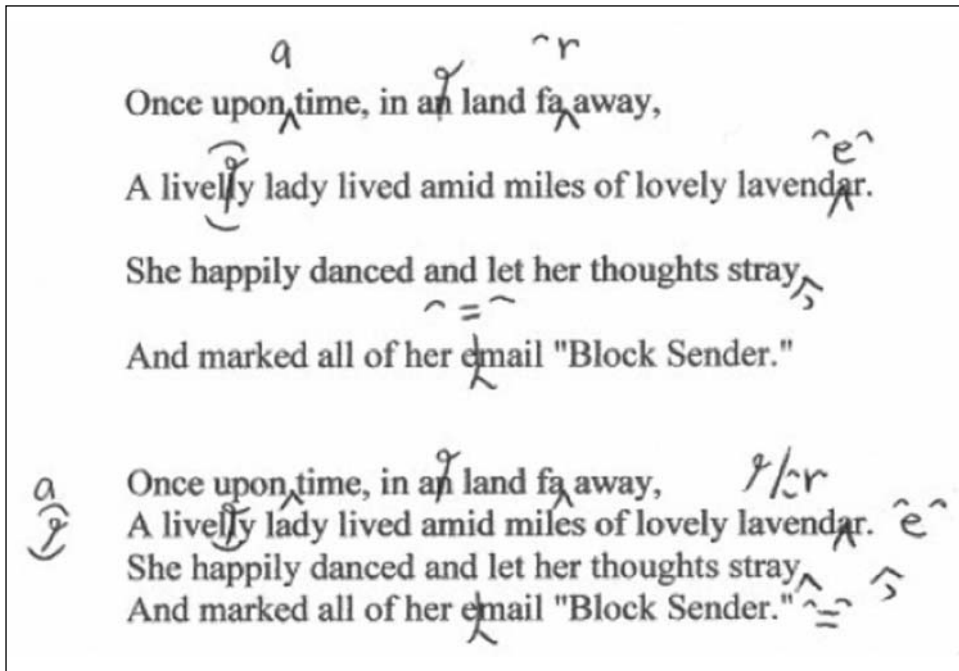 a r
Once upon time, in an land fa away,
e
A livelly lady lived amid miles of lovely lavendar.
She happily danced and let her thoughts stray,
=
And marked all of her email "Block Sender."
a Once upon time, in an land fa away, / r
A livelly lady lived amid miles of lovely lavendar. e
She happily danced and let her thoughts stray ,
And marked all of her email "Block Sender." =